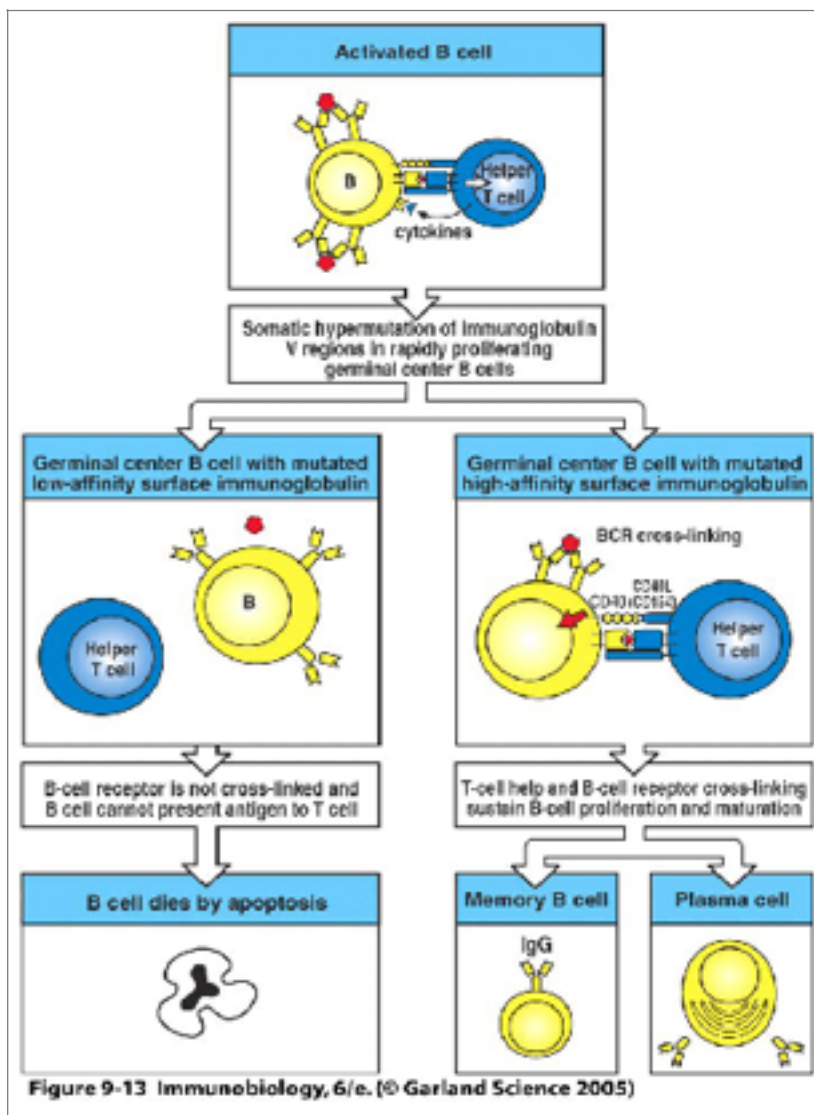 Activated B cell
B
Helper
T cell
cytokines
Somatic hypermutation of immunoglobulin
V regions in rapidly proliferating
germinal center B cells
Germinal center B cell with mutated
low-affinity surface immunoglobulin
B
Helper
T cell
Germinal center B cell with mutated
high-affinity surface immunoglobulin
BCR cross-linking
CD40L
CD40 (CD154)
Helper
T cell
B-cell receptor is not cross-linked and
B cell cannot present antigen to T cell
T-cell help and B-cell receptor cross-linking
sustain B-cell proliferation and maturation
B cell dies by apoptosis
Memory B cell
IgG
Plasma cell
Figure 9-13 Immunobiology, 6/e. (© Garland Science 2005)